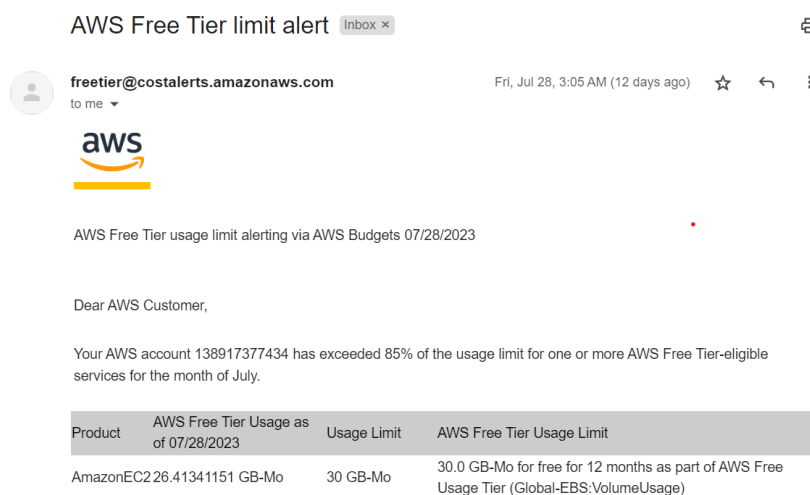 AWS Free Tier limit alert Inbox ×
freetier@costalerts.amazonaws.com Fri, Jul 28, 3:05 AM (12 days ago)
to me
aws
AWS Free Tier usage limit alerting via AWS Budgets 07/28/2023
Dear AWS Customer,
Your AWS account 138917377434 has exceeded 85% of the usage limit for one or more AWS Free Tier-eligible
services for the month of July.
Product AWS Free Tier Usage as of 07/28/2023 Usage Limit AWS Free Tier Usage Limit
AmazonEC2 26.41341151 GB-Mo 30 GB-Mo 30.0 GB-Mo for free for 12 months as part of AWS Free
Usage Tier (Global-EBS:VolumeUsage)